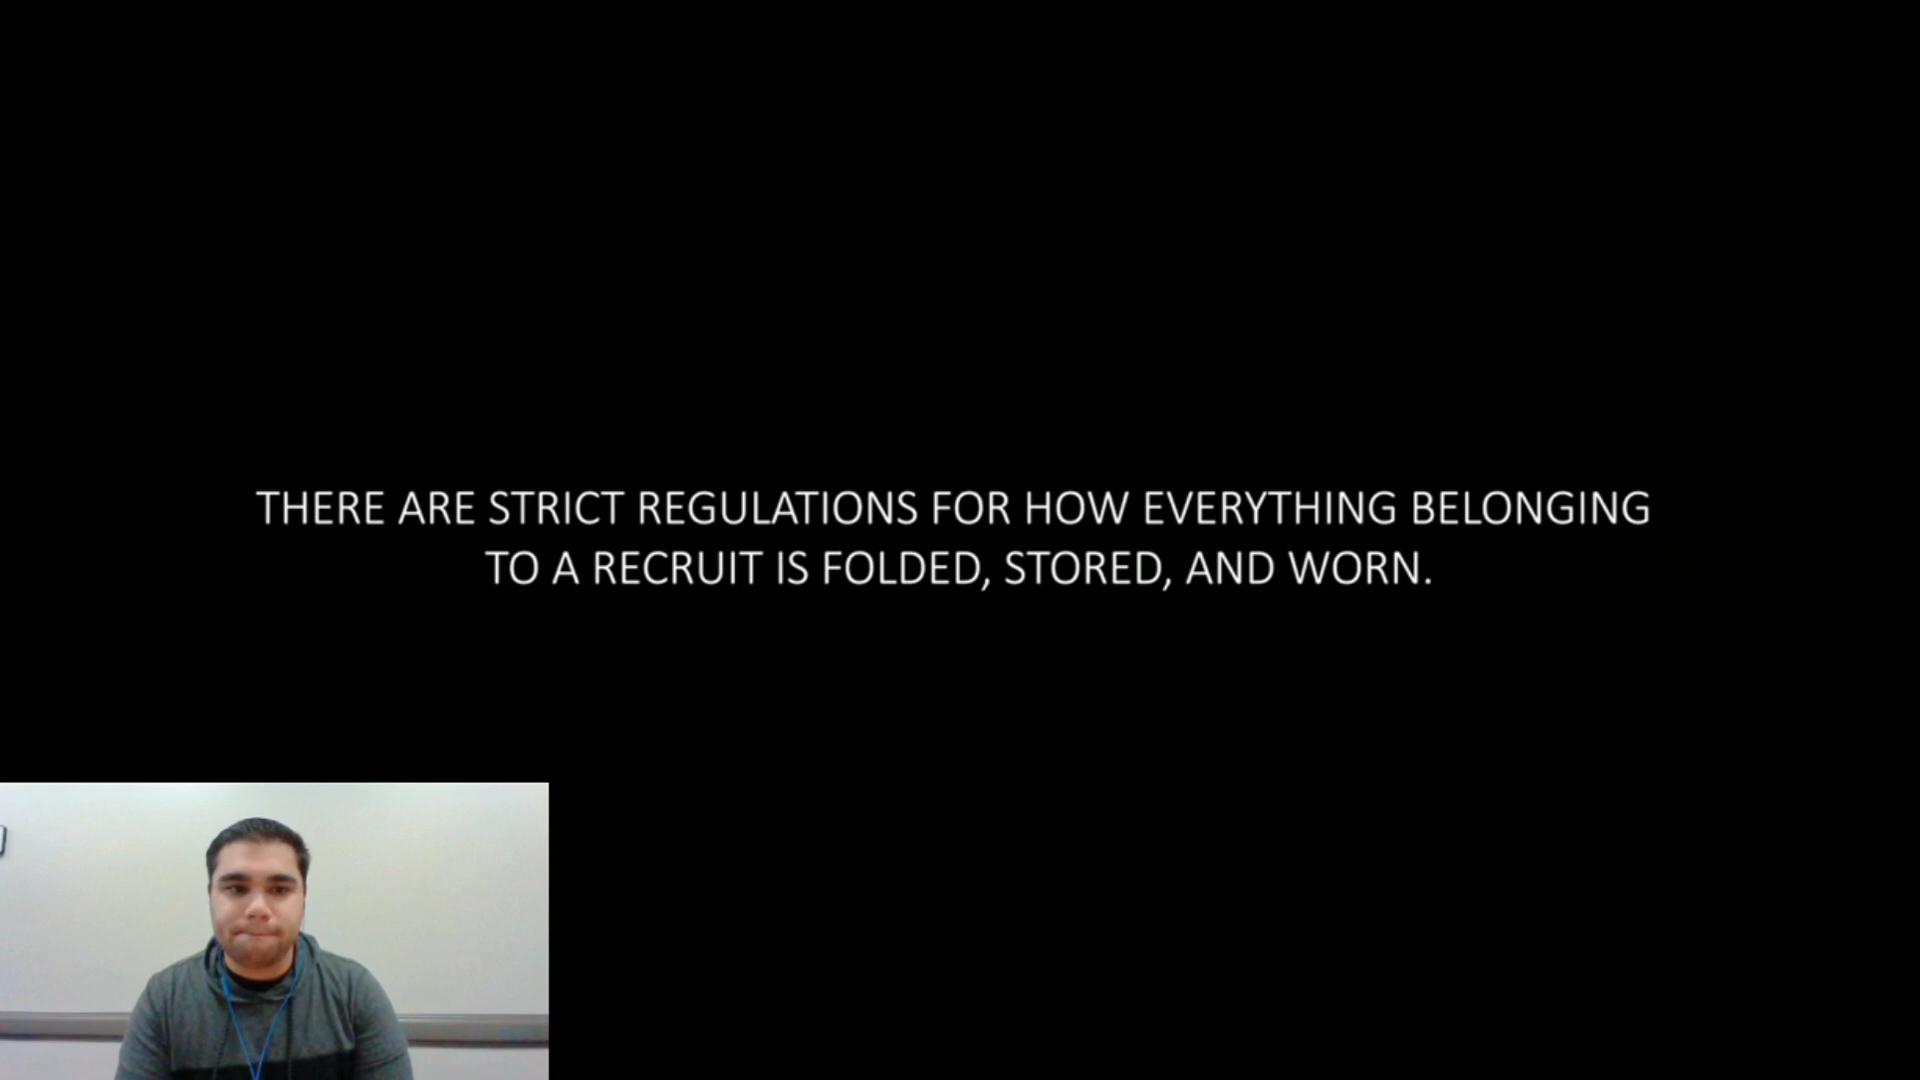 THERE ARE STRICT REGULATIONS FOR HOW EVERYTHING BELONGING
TO A RECRUIT IS FOLDED, STORED, AND WORN.